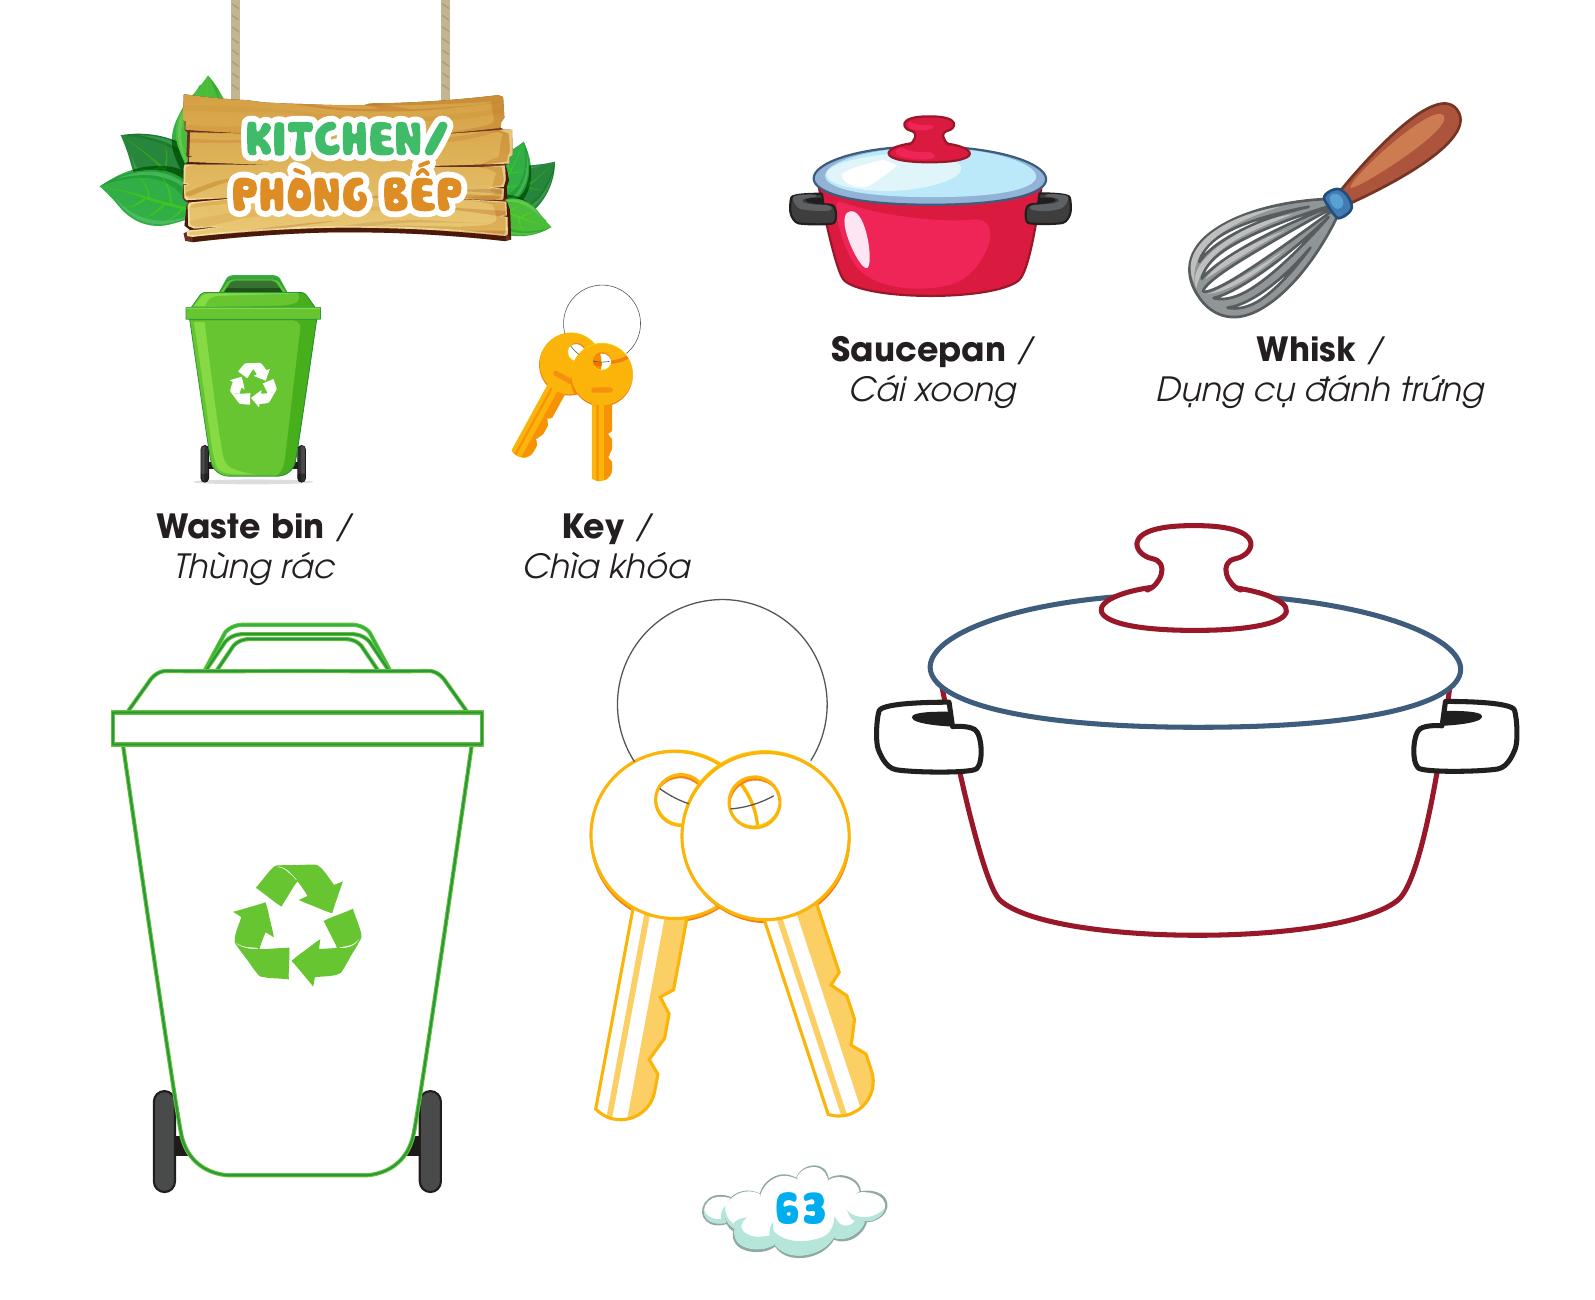 KITCHEN/
PHÒNG BẾP
Saucepan /
Cái xoong
Whisk /
Dụng cụ đánh trứng
Waste bin /
Thùng rác
Key /
Chìa khóa
63